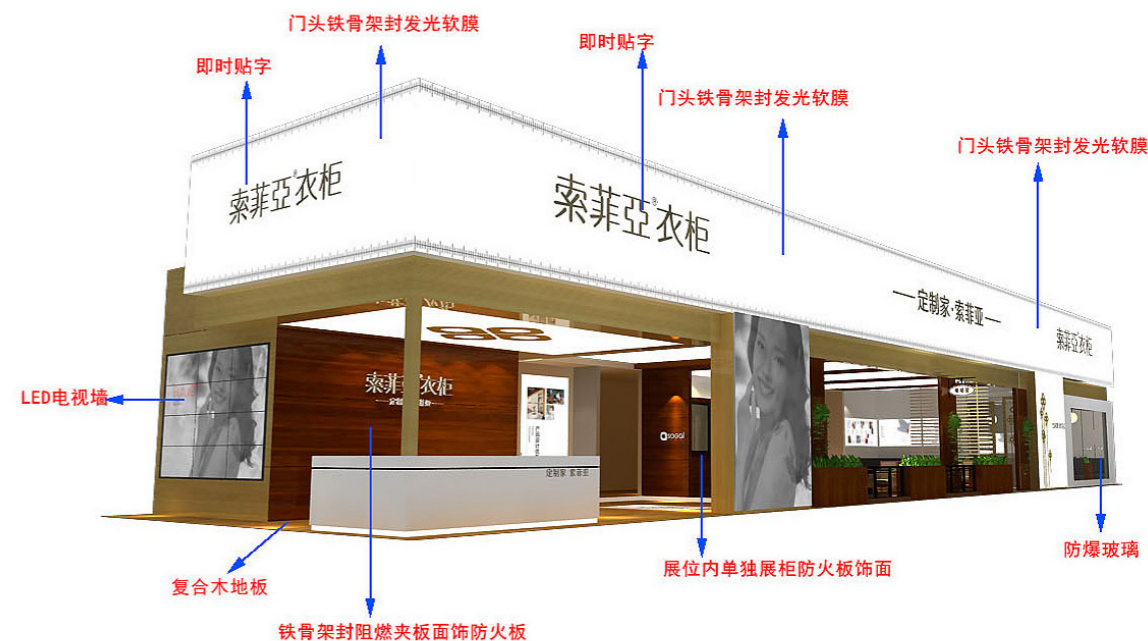 门头铁骨架封发光软膜
即时贴字
即时贴字
门头铁骨架封发光软膜
门头铁骨架封发光软膜
索菲亞®衣柜
索菲亞®衣柜
定制家·索菲亚
索菲亞衣柜
索菲亞衣柜
LED电视墙
定制家·索菲亚
复合木地板
铁骨架封阻燃夹板面饰防火板
展位内单独展柜防火板饰面
防爆玻璃